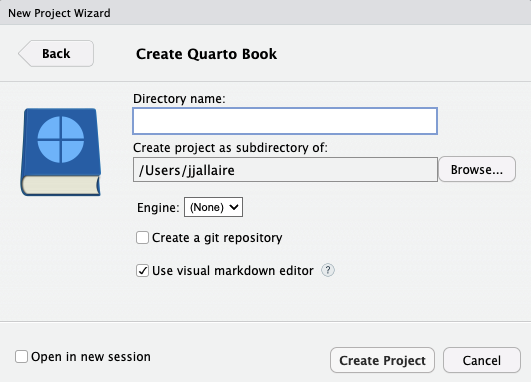 New Project Wizard
Back
Create Quarto Book
Directory name:
Create project as subdirectory of:
/Users/jjallaire
Browse...
Engine: (None)
Create a git repository
Use visual markdown editor ?
Open in new session
Create Project
Cancel